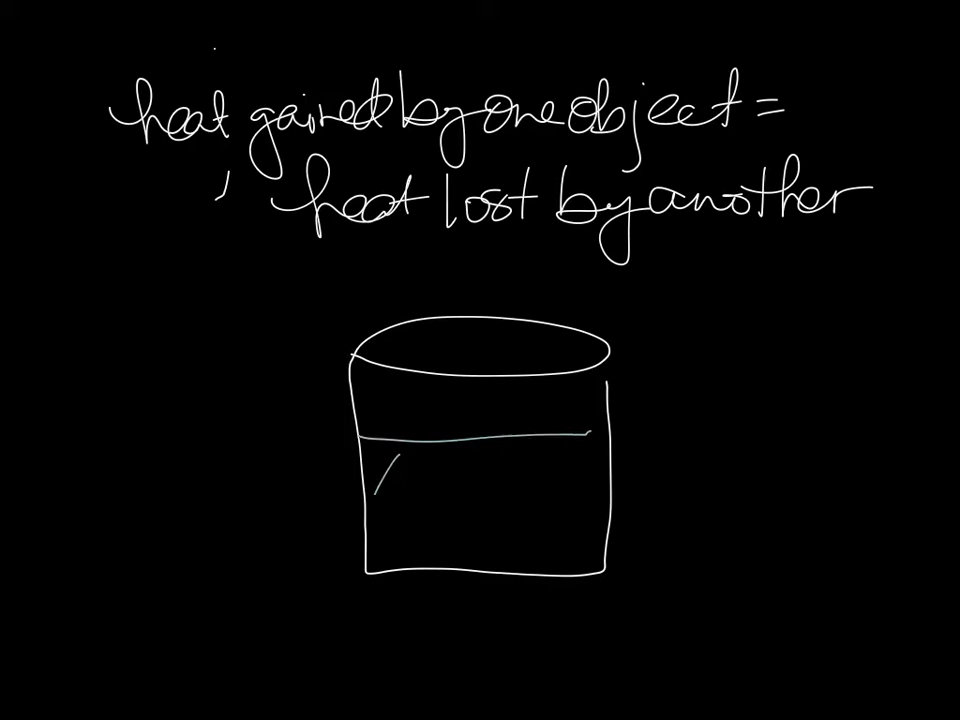 heat gained by one object =
heat lost by another